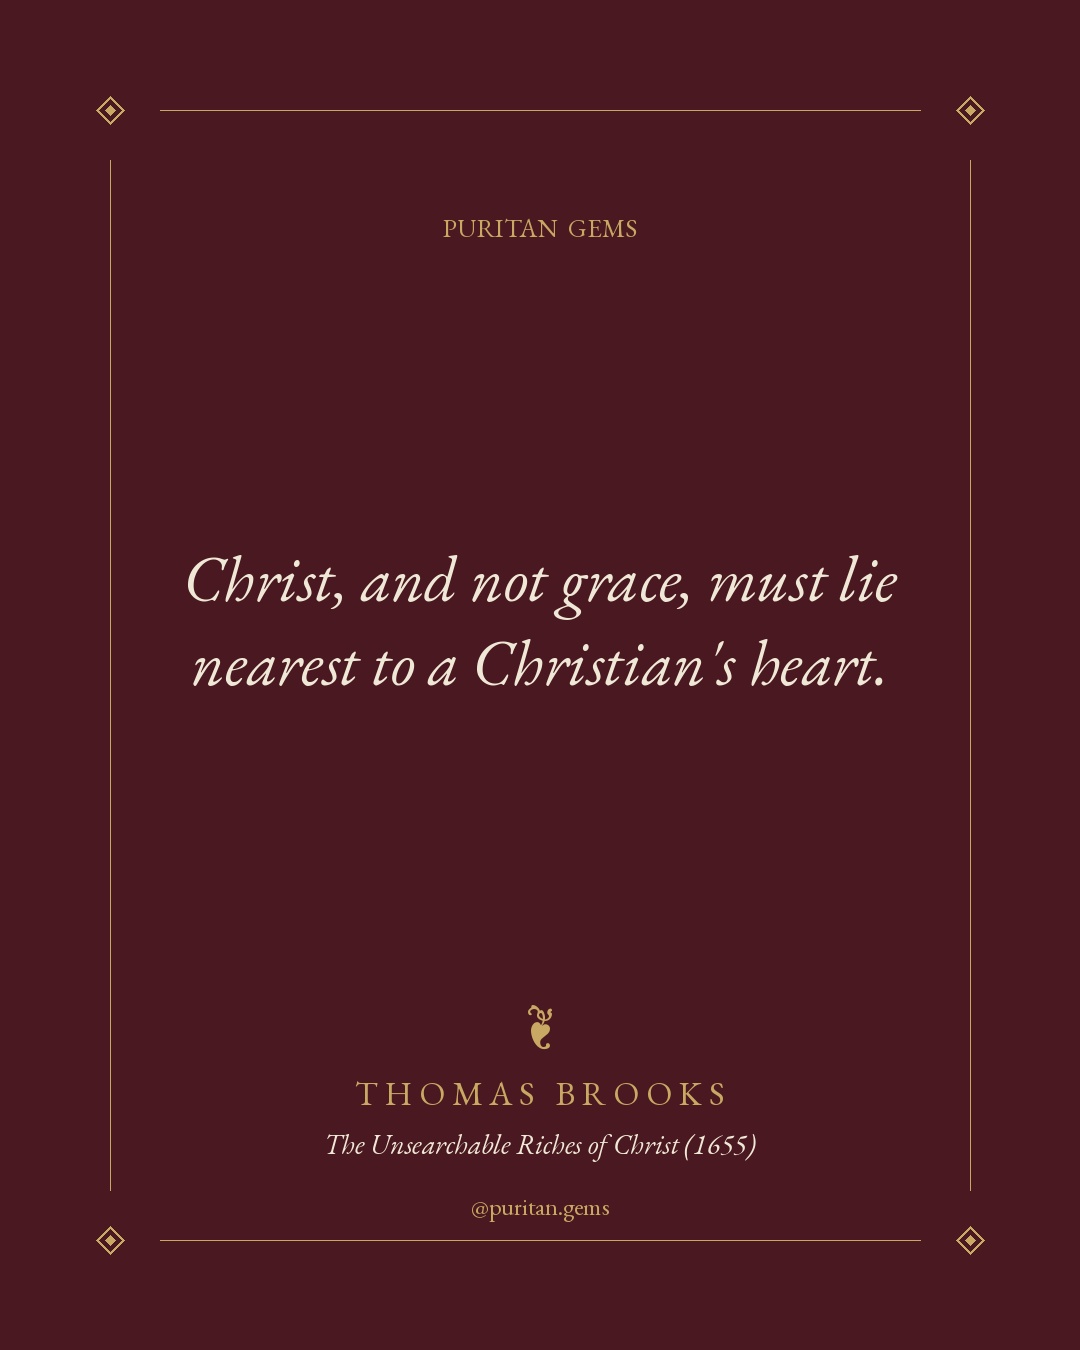 PURITAN GEMS
Christ, and not grace, must lie
nearest to a Christian's heart.
THOMAS BROOKS
The Unsearchable Riches of Christ (1655)
@puritan.gems